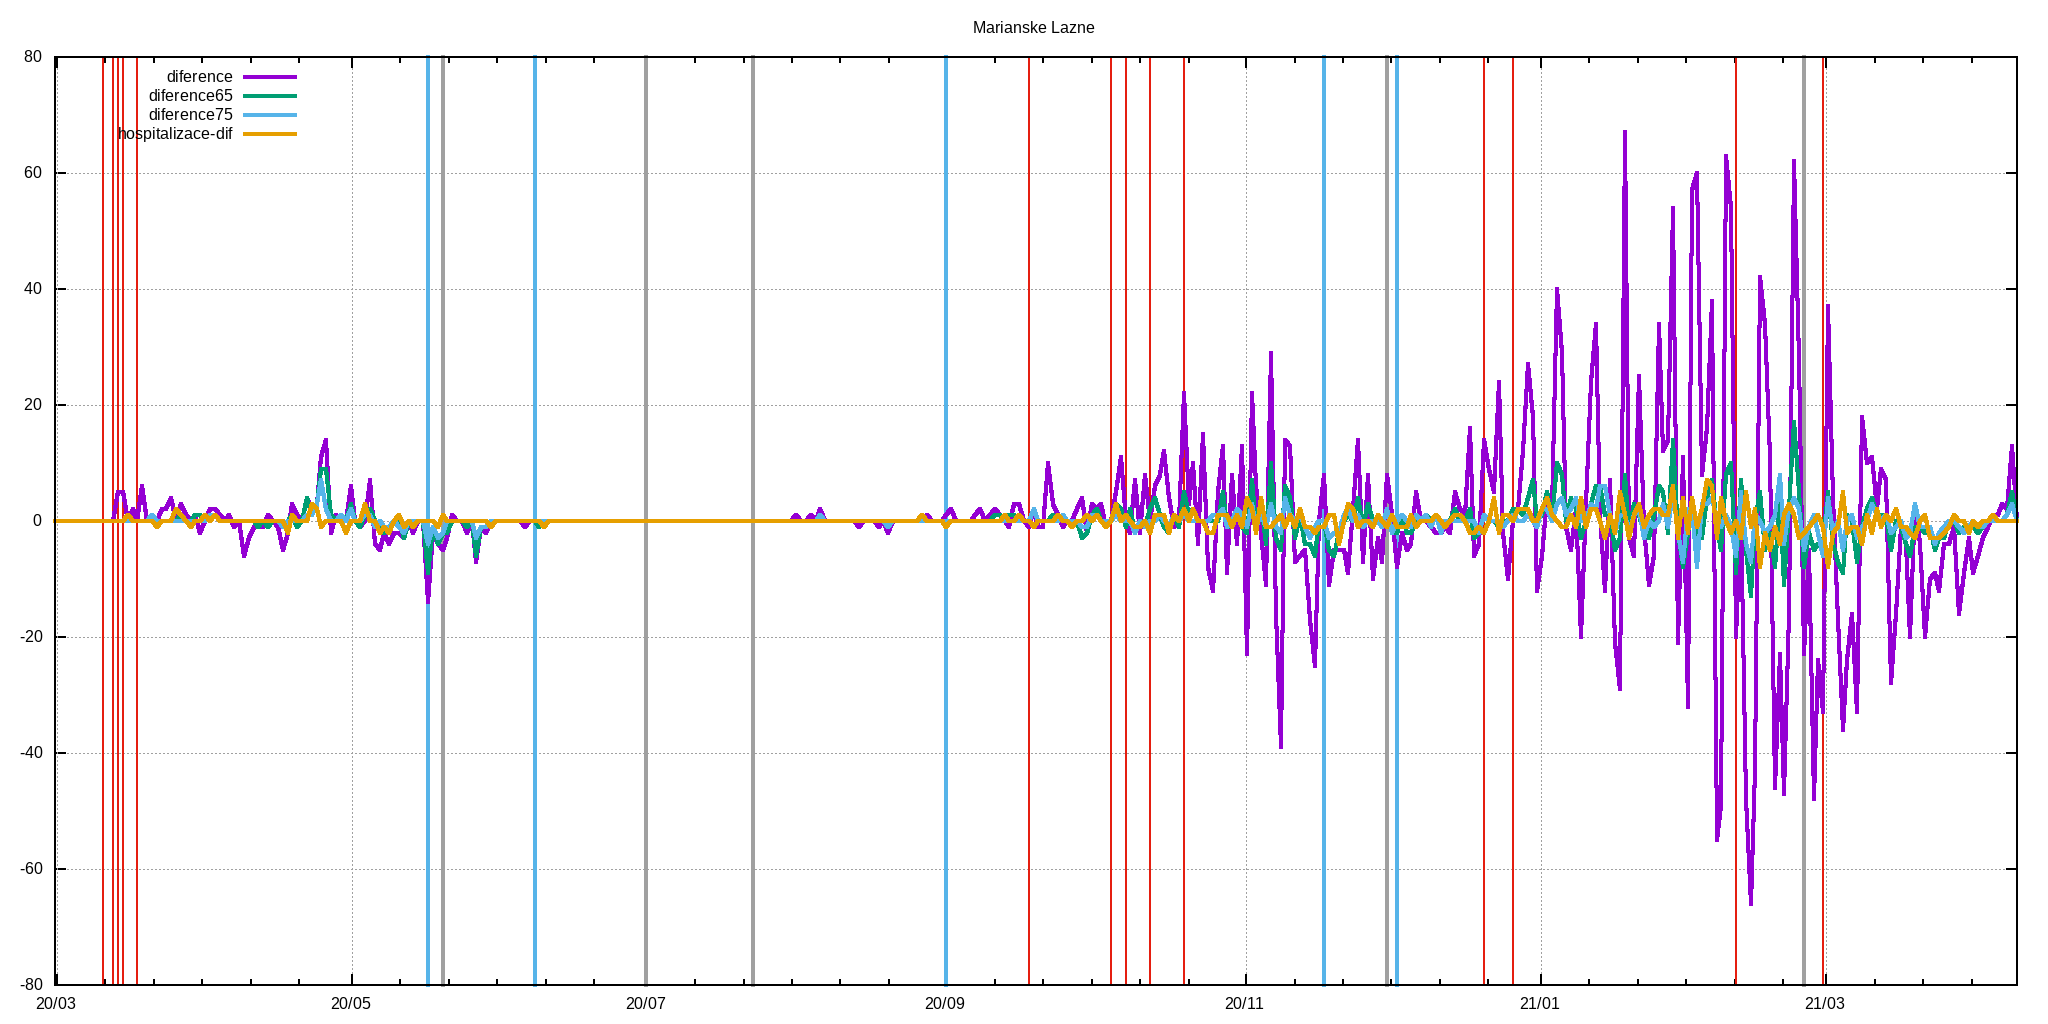 Marianske Lazne
80
60
40
20
0
-20
-40
-60
-80
diference
diference65
diference75
hospitalizace-dif
20/03 20/05 20/07 20/09 20/11 21/01 21/03